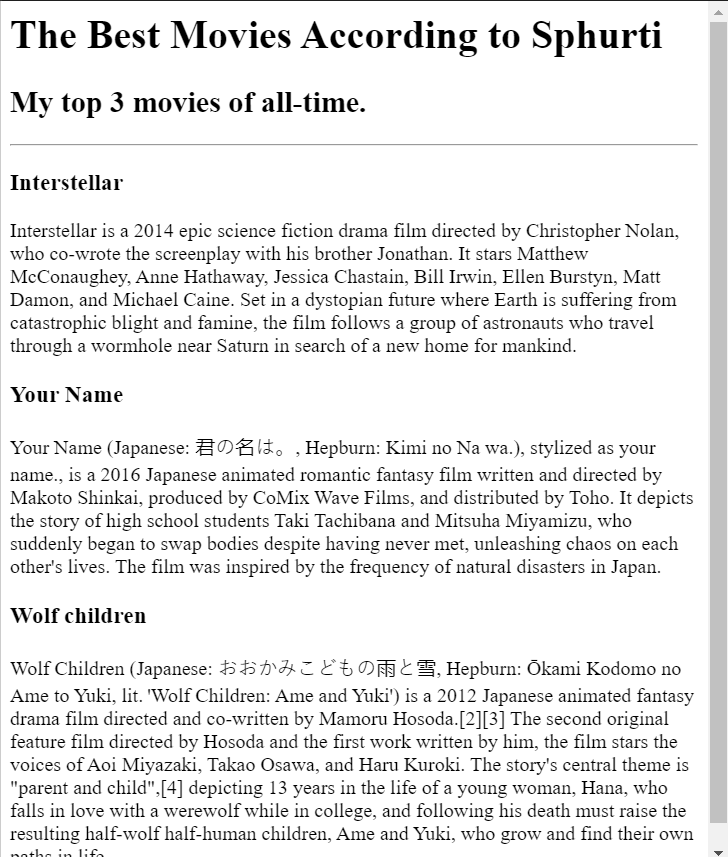 The Best Movies According to Sphurti
My top 3 movies of all-time.
Interstellar
Interstellar is a 2014 epic science fiction drama film directed by Christopher Nolan,
who co-wrote the screenplay with his brother Jonathan. It stars Matthew
McConaughey, Anne Hathaway, Jessica Chastain, Bill Irwin, Ellen Burstyn, Matt
Damon, and Michael Caine. Set in a dystopian future where Earth is suffering from
catastrophic blight and famine, the film follows a group of astronauts who travel
through a wormhole near Saturn in search of a new home for mankind.
Your Name
Your Name (Japanese: 君の名は。, Hepburn: Kimi no Na wa.), stylized as your
name., is a 2016 Japanese animated romantic fantasy film written and directed by
Makoto Shinkai, produced by CoMix Wave Films, and distributed by Toho. It depicts
the story of high school students Taki Tachibana and Mitsuha Miyamizu, who
suddenly began to swap bodies despite having never met, unleashing chaos on each
other's lives. The film was inspired by the frequency of natural disasters in Japan.
Wolf children
Wolf Children (Japanese: おおかみこどもの雨と雪, Hepburn: Ōkami Kodomo no
Ame to Yuki, lit. 'Wolf Children: Ame and Yuki') is a 2012 Japanese animated fantasy
drama film directed and co-written by Mamoru Hosoda.[2][3] The second original
feature film directed by Hosoda and the first work written by him, the film stars the
voices of Aoi Miyazaki, Takao Osawa, and Haru Kuroki. The story's central theme is
"parent and child",[4] depicting 13 years in the life of a young woman, Hana, who
falls in love with a werewolf while in college, and following his death must raise the
resulting half-wolf half-human children, Ame and Yuki, who grow and find their own
paths in life.